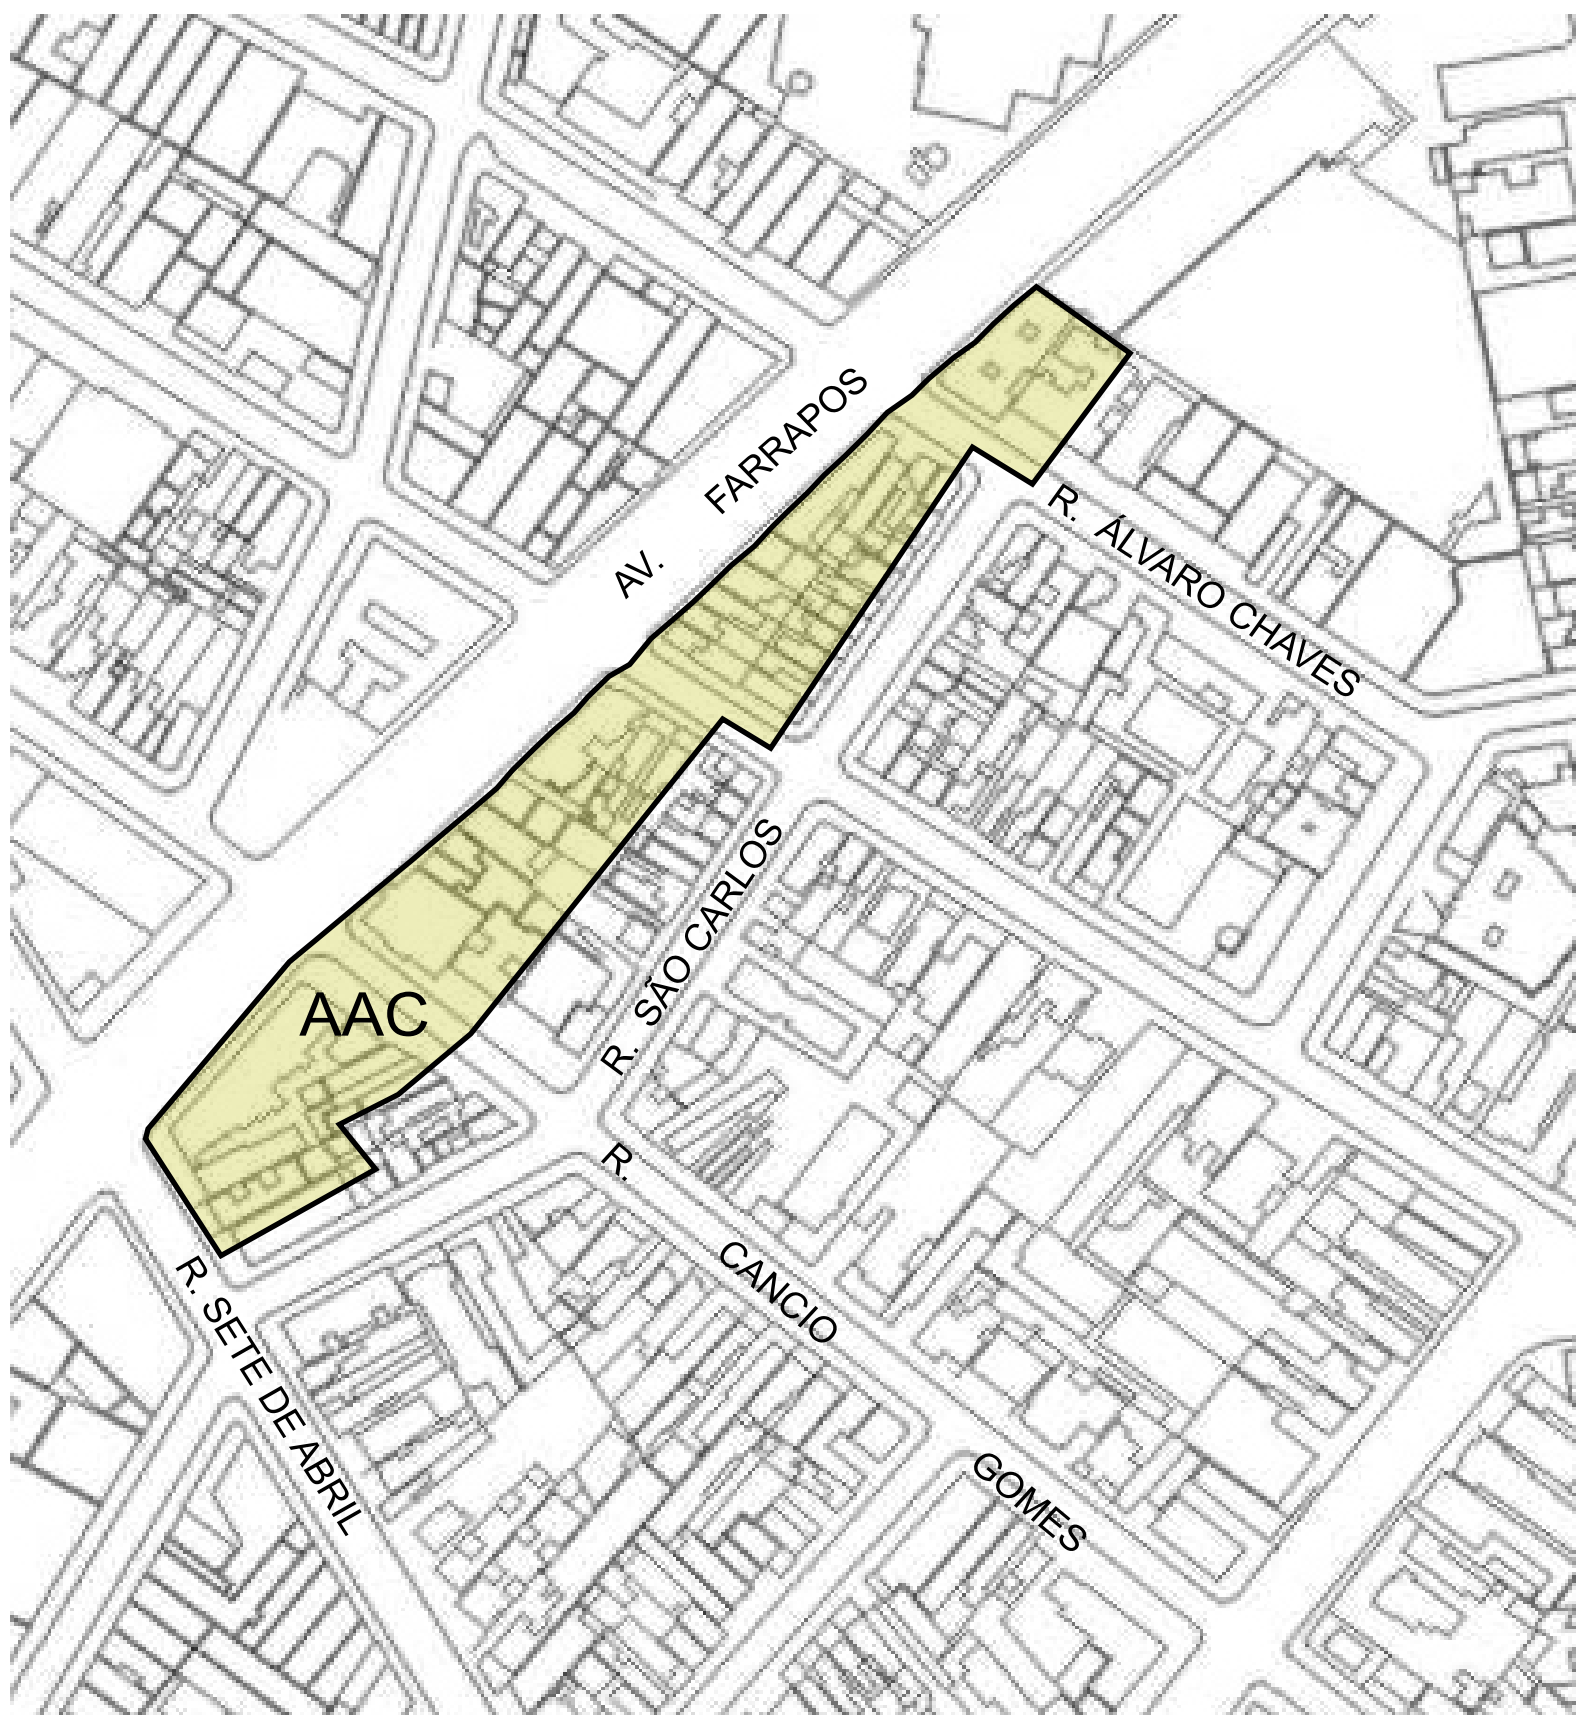 AV. FARRAPOS
R. ÁLVARO CHAVES
R. SÃO CARLOS
AAC
R. CANCIO GOMES
R. SETE DE ABRIL